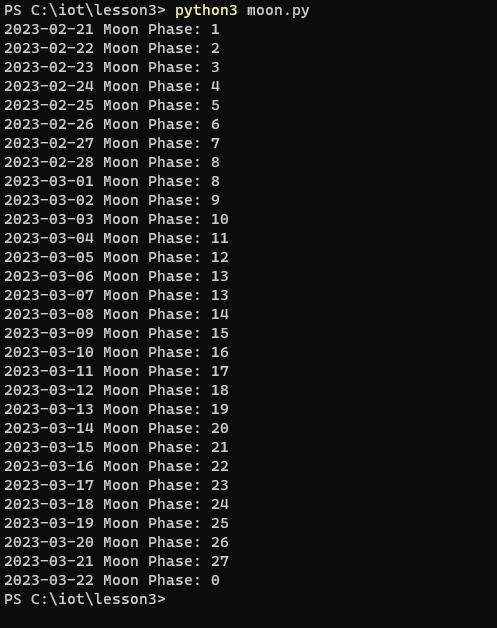 PS C:\iot\lesson3> python3 moon.py
2023-02-21 Moon Phase: 1
2023-02-22 Moon Phase: 2
2023-02-23 Moon Phase: 3
2023-02-24 Moon Phase: 4
2023-02-25 Moon Phase: 5
2023-02-26 Moon Phase: 6
2023-02-27 Moon Phase: 7
2023-02-28 Moon Phase: 8
2023-03-01 Moon Phase: 8
2023-03-02 Moon Phase: 9
2023-03-03 Moon Phase: 10
2023-03-04 Moon Phase: 11
2023-03-05 Moon Phase: 12
2023-03-06 Moon Phase: 13
2023-03-07 Moon Phase: 13
2023-03-08 Moon Phase: 14
2023-03-09 Moon Phase: 15
2023-03-10 Moon Phase: 16
2023-03-11 Moon Phase: 17
2023-03-12 Moon Phase: 18
2023-03-13 Moon Phase: 19
2023-03-14 Moon Phase: 20
2023-03-15 Moon Phase: 21
2023-03-16 Moon Phase: 22
2023-03-17 Moon Phase: 23
2023-03-18 Moon Phase: 24
2023-03-19 Moon Phase: 25
2023-03-20 Moon Phase: 26
2023-03-21 Moon Phase: 27
2023-03-22 Moon Phase: 0
PS C:\iot\lesson3>